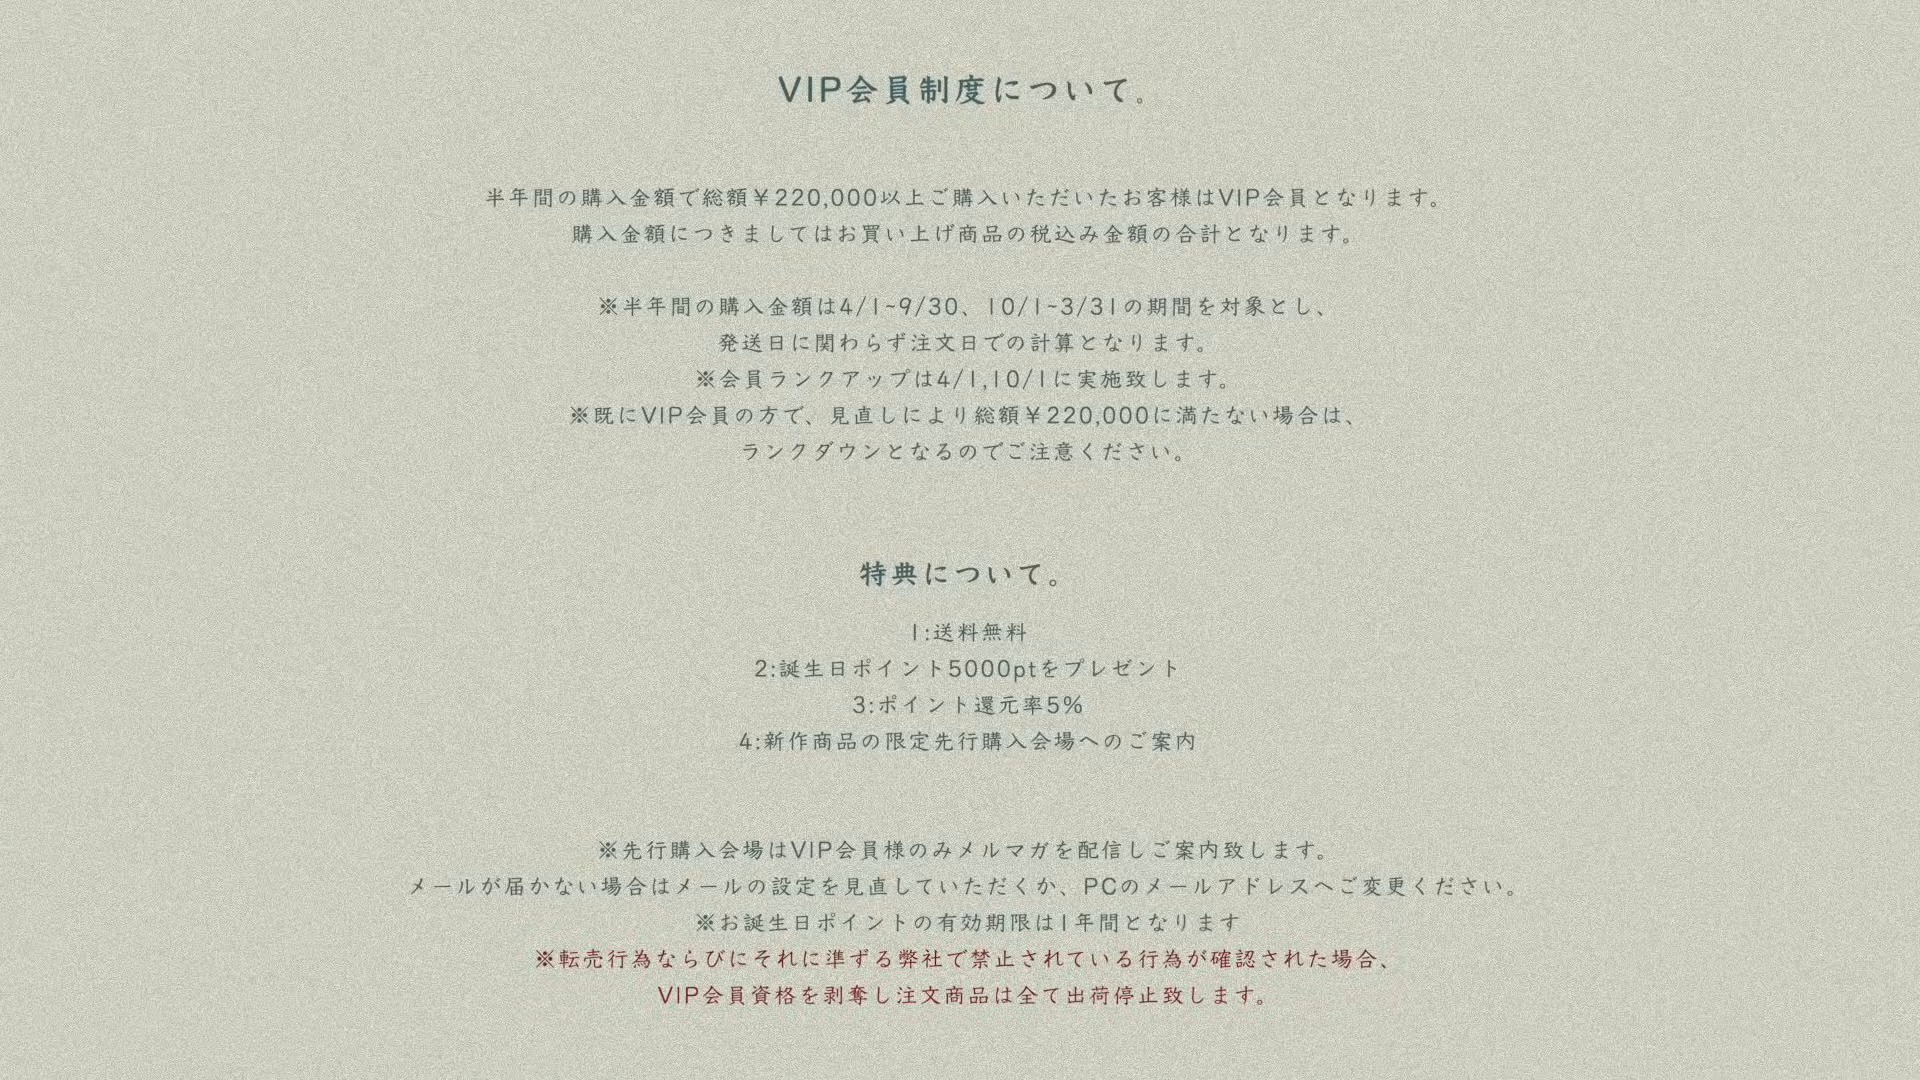 VIP会員制度について。
半年間の購入金額で総額￥220,000以上ご購入いただいたお客様はVIP会員となります。
購入金額につきましてはお買い上げ商品の税込み金額の合計となります。
※半年間の購入金額は4/1~9/30、10/1~3/31の期間を対象とし、
発送日に関わらず注文日での計算となります。
※会員ランクアップは4/1,10/1に実施致します。
※既にVIP会員の方で、見直しにより総額￥220,000に満たない場合は、
ランクダウンとなるのでご注意ください。
特典について。
1:送料無料
2:誕生日ポイント5000ptをプレゼント
3:ポイント還元率5%
4:新作商品の限定先行購入会場へのご案内
※先行購入会場はVIP会員様のみメルマガを配信しご案内致します。
メールが届かない場合はメールの設定を見直していただくか、PCのメールアドレスへご変更ください。
※お誕生日ポイントの有効期限は1年間となります
※転売行為ならびにそれに準ずる弊社で禁止されている行為が確認された場合、
VIP会員資格を剥奪し注文商品は全て出荷停止致します。